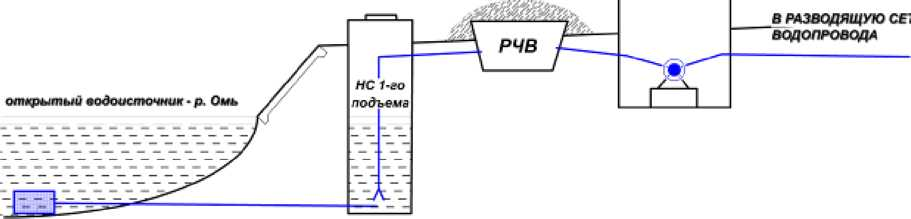 В РАЗВОДЯЩУЮ СЕТ
ВОДОПРОВОДА
РЧВ
НС 1-го
подъема
открытый водоисточник - р. Омь